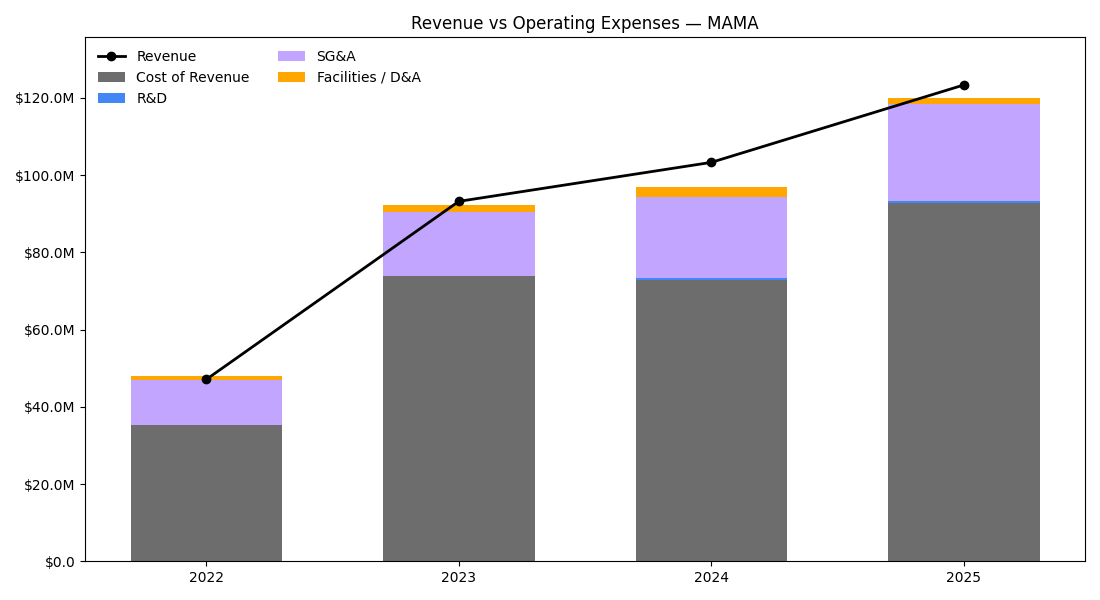 Revenue vs Operating Expenses — MAMA
Revenue
Cost of Revenue
R&D
SG&A
Facilities / D&A
$120.0M
$100.0M
$80.0M
$60.0M
$40.0M
$20.0M
$0.0
2022
2023
2024
2025